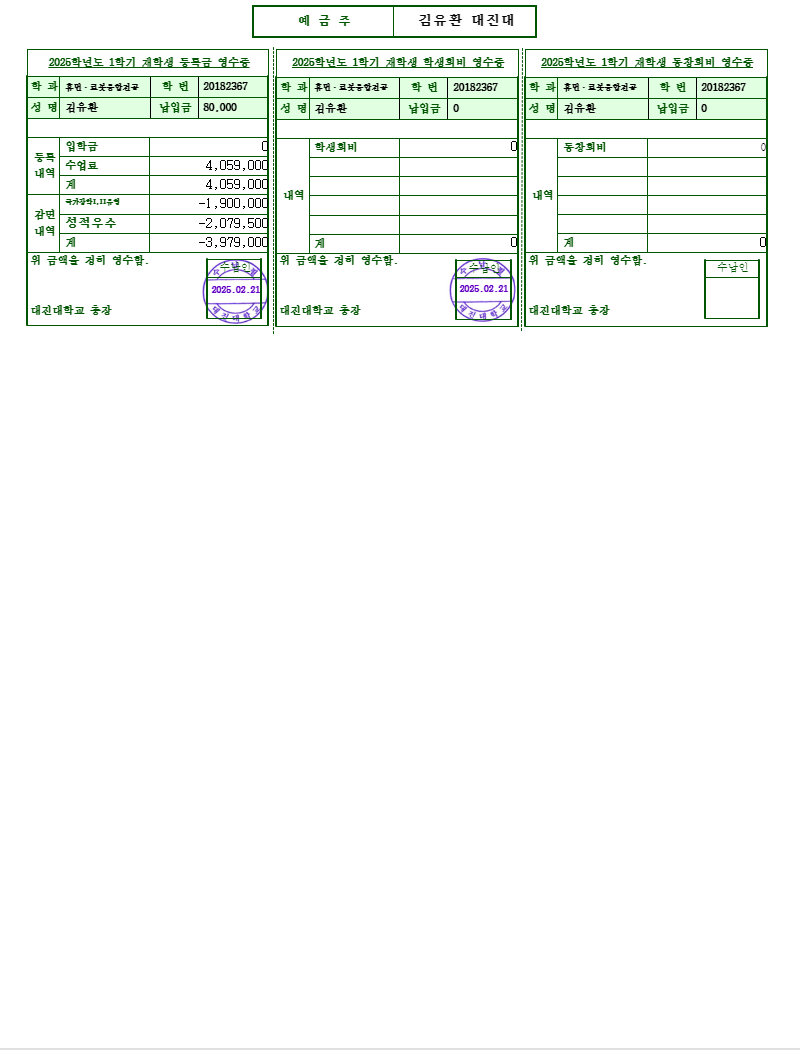 예 금 주 김유환 대진대
2025학년도 1학기 재학생 등록금 영수증
학 과 휴먼·로봇융합전공 학 번 20182367
성 명 김유환 납입금 80,000
등록내역
입학금 0
수업료 4,059,000
계 4,059,000
감면내역
국가장학I,II유형 -1,900,000
성적우수 -2,079,500
계 -3,979,000
위 금액을 정히 영수함.
수납인
2025.02.21
대진대학교
대진대학교 총장
2025학년도 1학기 재학생 학생회비 영수증
학 과 휴먼·로봇융합전공 학 번 20182367
성 명 김유환 납입금 0
내역
학생회비 0
계 0
위 금액을 정히 영수함.
수납인
2025.02.21
대진대학교
대진대학교 총장
2025학년도 1학기 재학생 동창회비 영수증
학 과 휴먼·로봇융합전공 학 번 20182367
성 명 김유환 납입금 0
내역
동창회비 0
계 0
위 금액을 정히 영수함.
수납인
대진대학교 총장